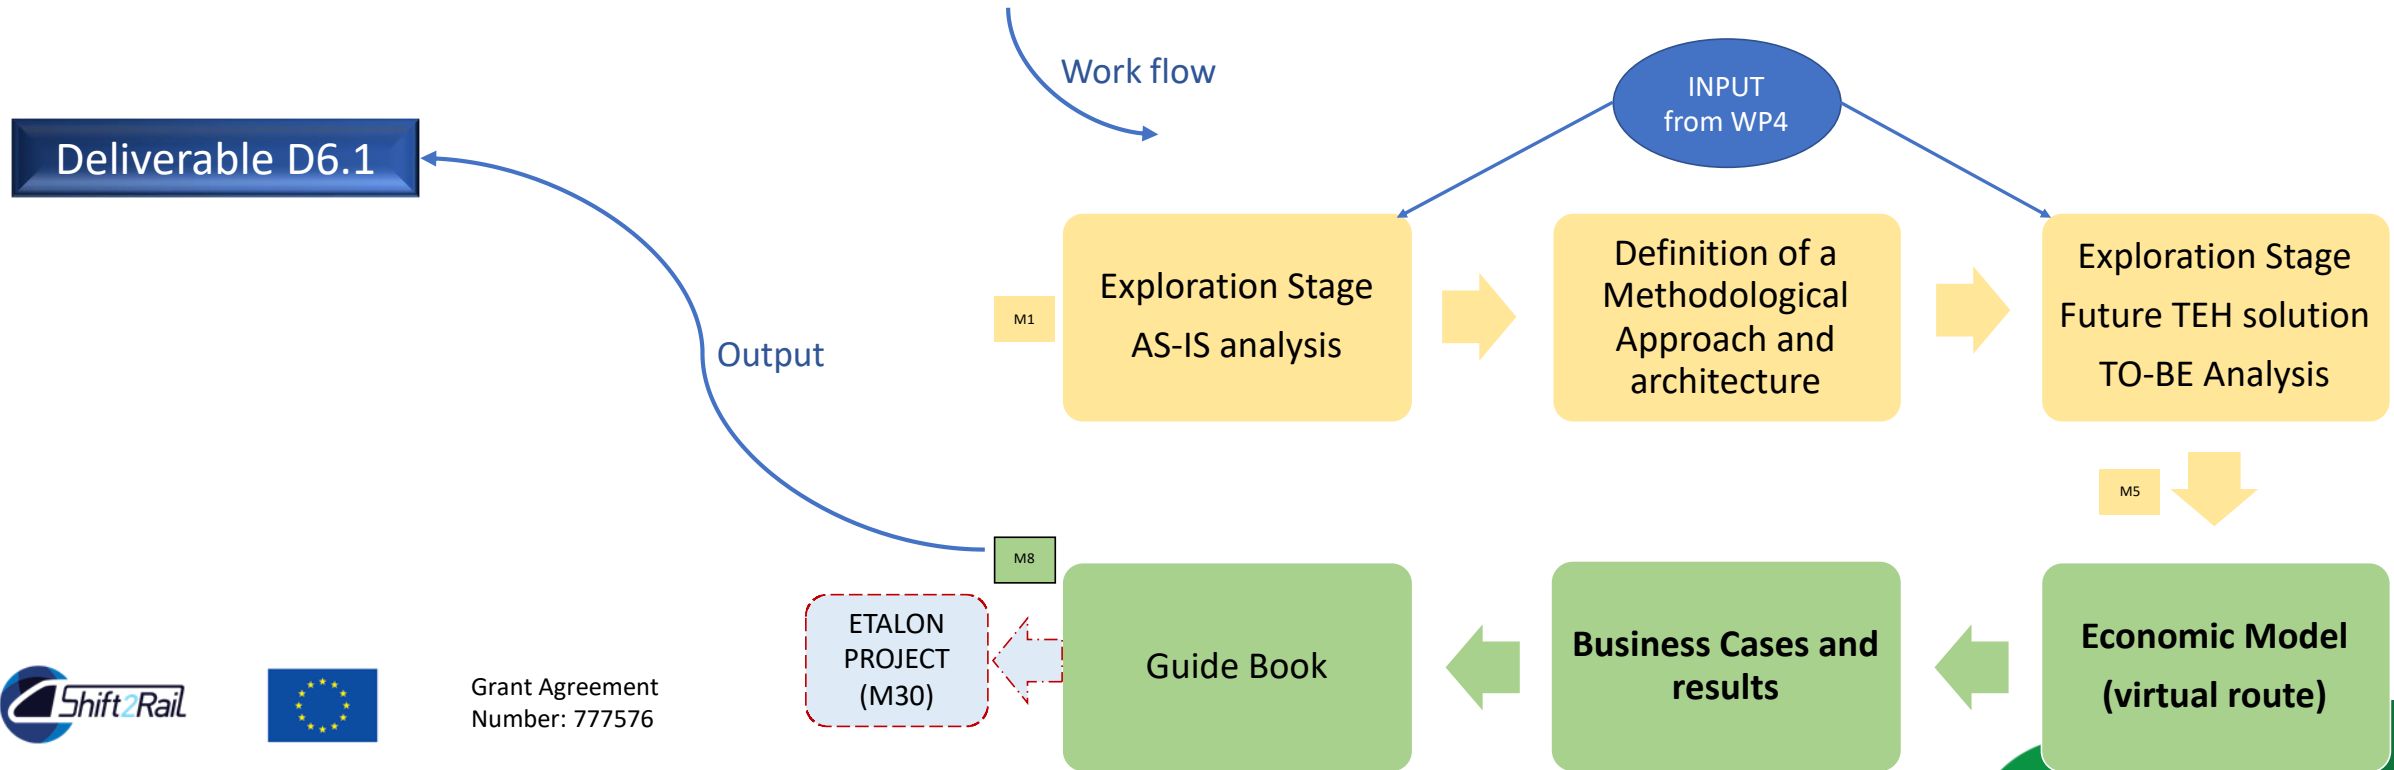 Work flow
INPUT
from WP4
Deliverable D6.1
Output
M1
Exploration Stage
AS-IS analysis
Definition of a
Methodological
Approach and
architecture
Exploration Stage
Future TEH solution
TO-BE Analysis
M5
M8
ETALON
PROJECT
(M30)
Guide Book
Business Cases and
results
Economic Model
(virtual route)
Shift2Rail
Grant Agreement
Number: 777576